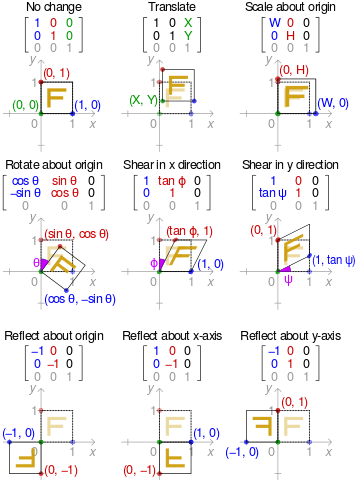 No change
1 0 0
0 1 0
0 0 1
y
1
(0, 1)
(0, 0)
(1, 0)
0
1
x
Translate
1 0 X
0 1 Y
0 0 1
y
1
(X, Y)
0
1
x
Scale about origin
W 0 0
0 H 0
0 0 1
y
(0, H)
1
(W, 0)
0
1
x
Rotate about origin
cos θ sin θ 0
−sin θ cos θ 0
0 0 1
y
(sin θ, cos θ)
1
θ
1
x
(cos θ, −sin θ)
Shear in x direction
1 tan ϕ 0
0 1 0
0 0 1
y
(tan ϕ, 1)
1
ϕ
(1, 0)
0
1
x
Shear in y direction
1 0 0
tan ψ 1 0
0 0 1
y
(0, 1)
(1, tan ψ)
0
ψ
1
x
Reflect about origin
−1 0 0
0 −1 0
0 0 1
y
1
(−1, 0)
0
1
x
(0, −1)
Reflect about x-axis
1 0 0
0 −1 0
0 0 1
y
1
(1, 0)
0
1
x
(0, −1)
Reflect about y-axis
−1 0 0
0 1 0
0 0 1
y
(0, 1)
1
(−1, 0)
0
1
x